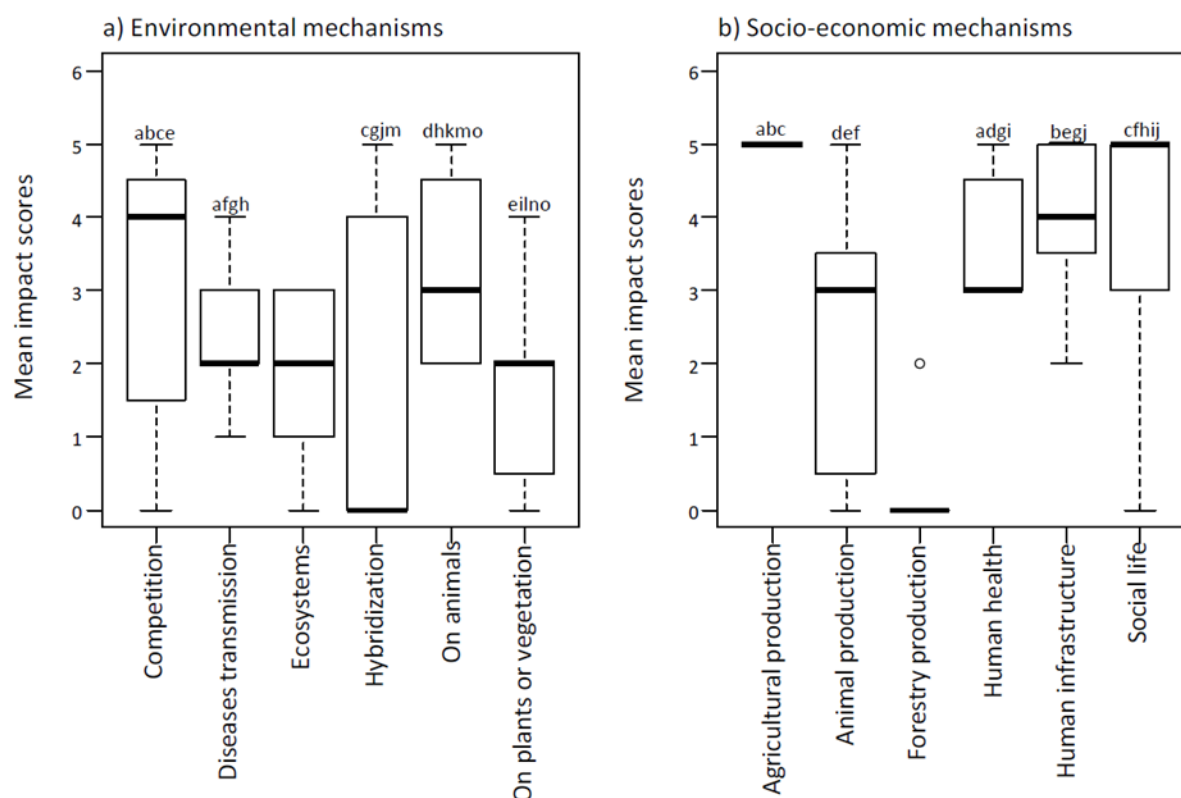 a) Environmental mechanisms
Mean impact scores
6
5
4
3
2
1
0
abce
afgh
cgjm
dhkmo
eilno
Competition
Diseases transmission
Ecosystems
Hybridization
On animals
On plants or vegetation
b) Socio-economic mechanisms
Mean impact scores
6
5
4
3
2
1
0
abc
def
adgi
begj
cfhij
Agricultural production
Animal production
Forestry production
Human health
Human infrastructure
Social life